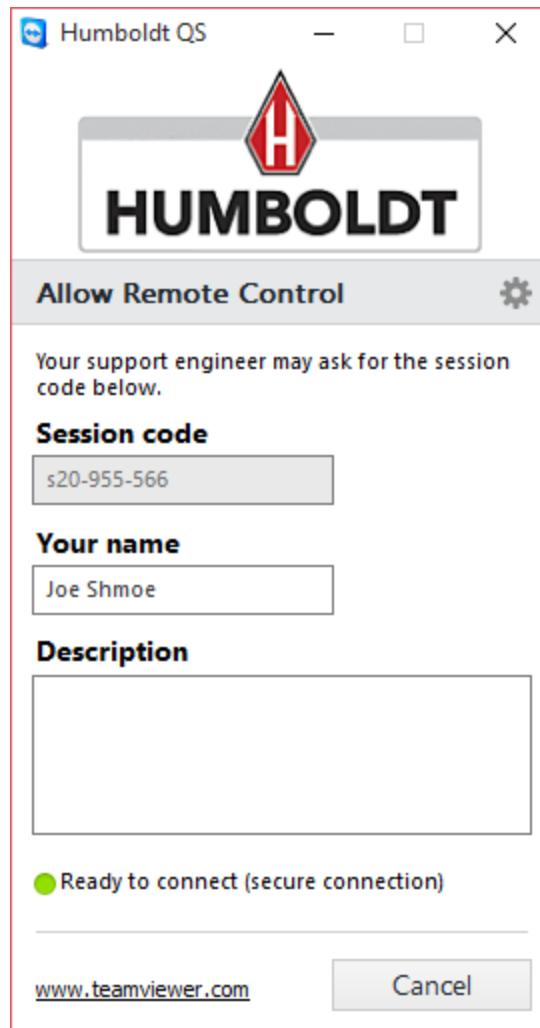 Humboldt QS
H
HUMBOLDT
Allow Remote Control
Your support engineer may ask for the session
code below.
Session code
s20-955-566
Your name
Joe Shmoe
Description
Ready to connect (secure connection)
www.teamviewer.com
Cancel